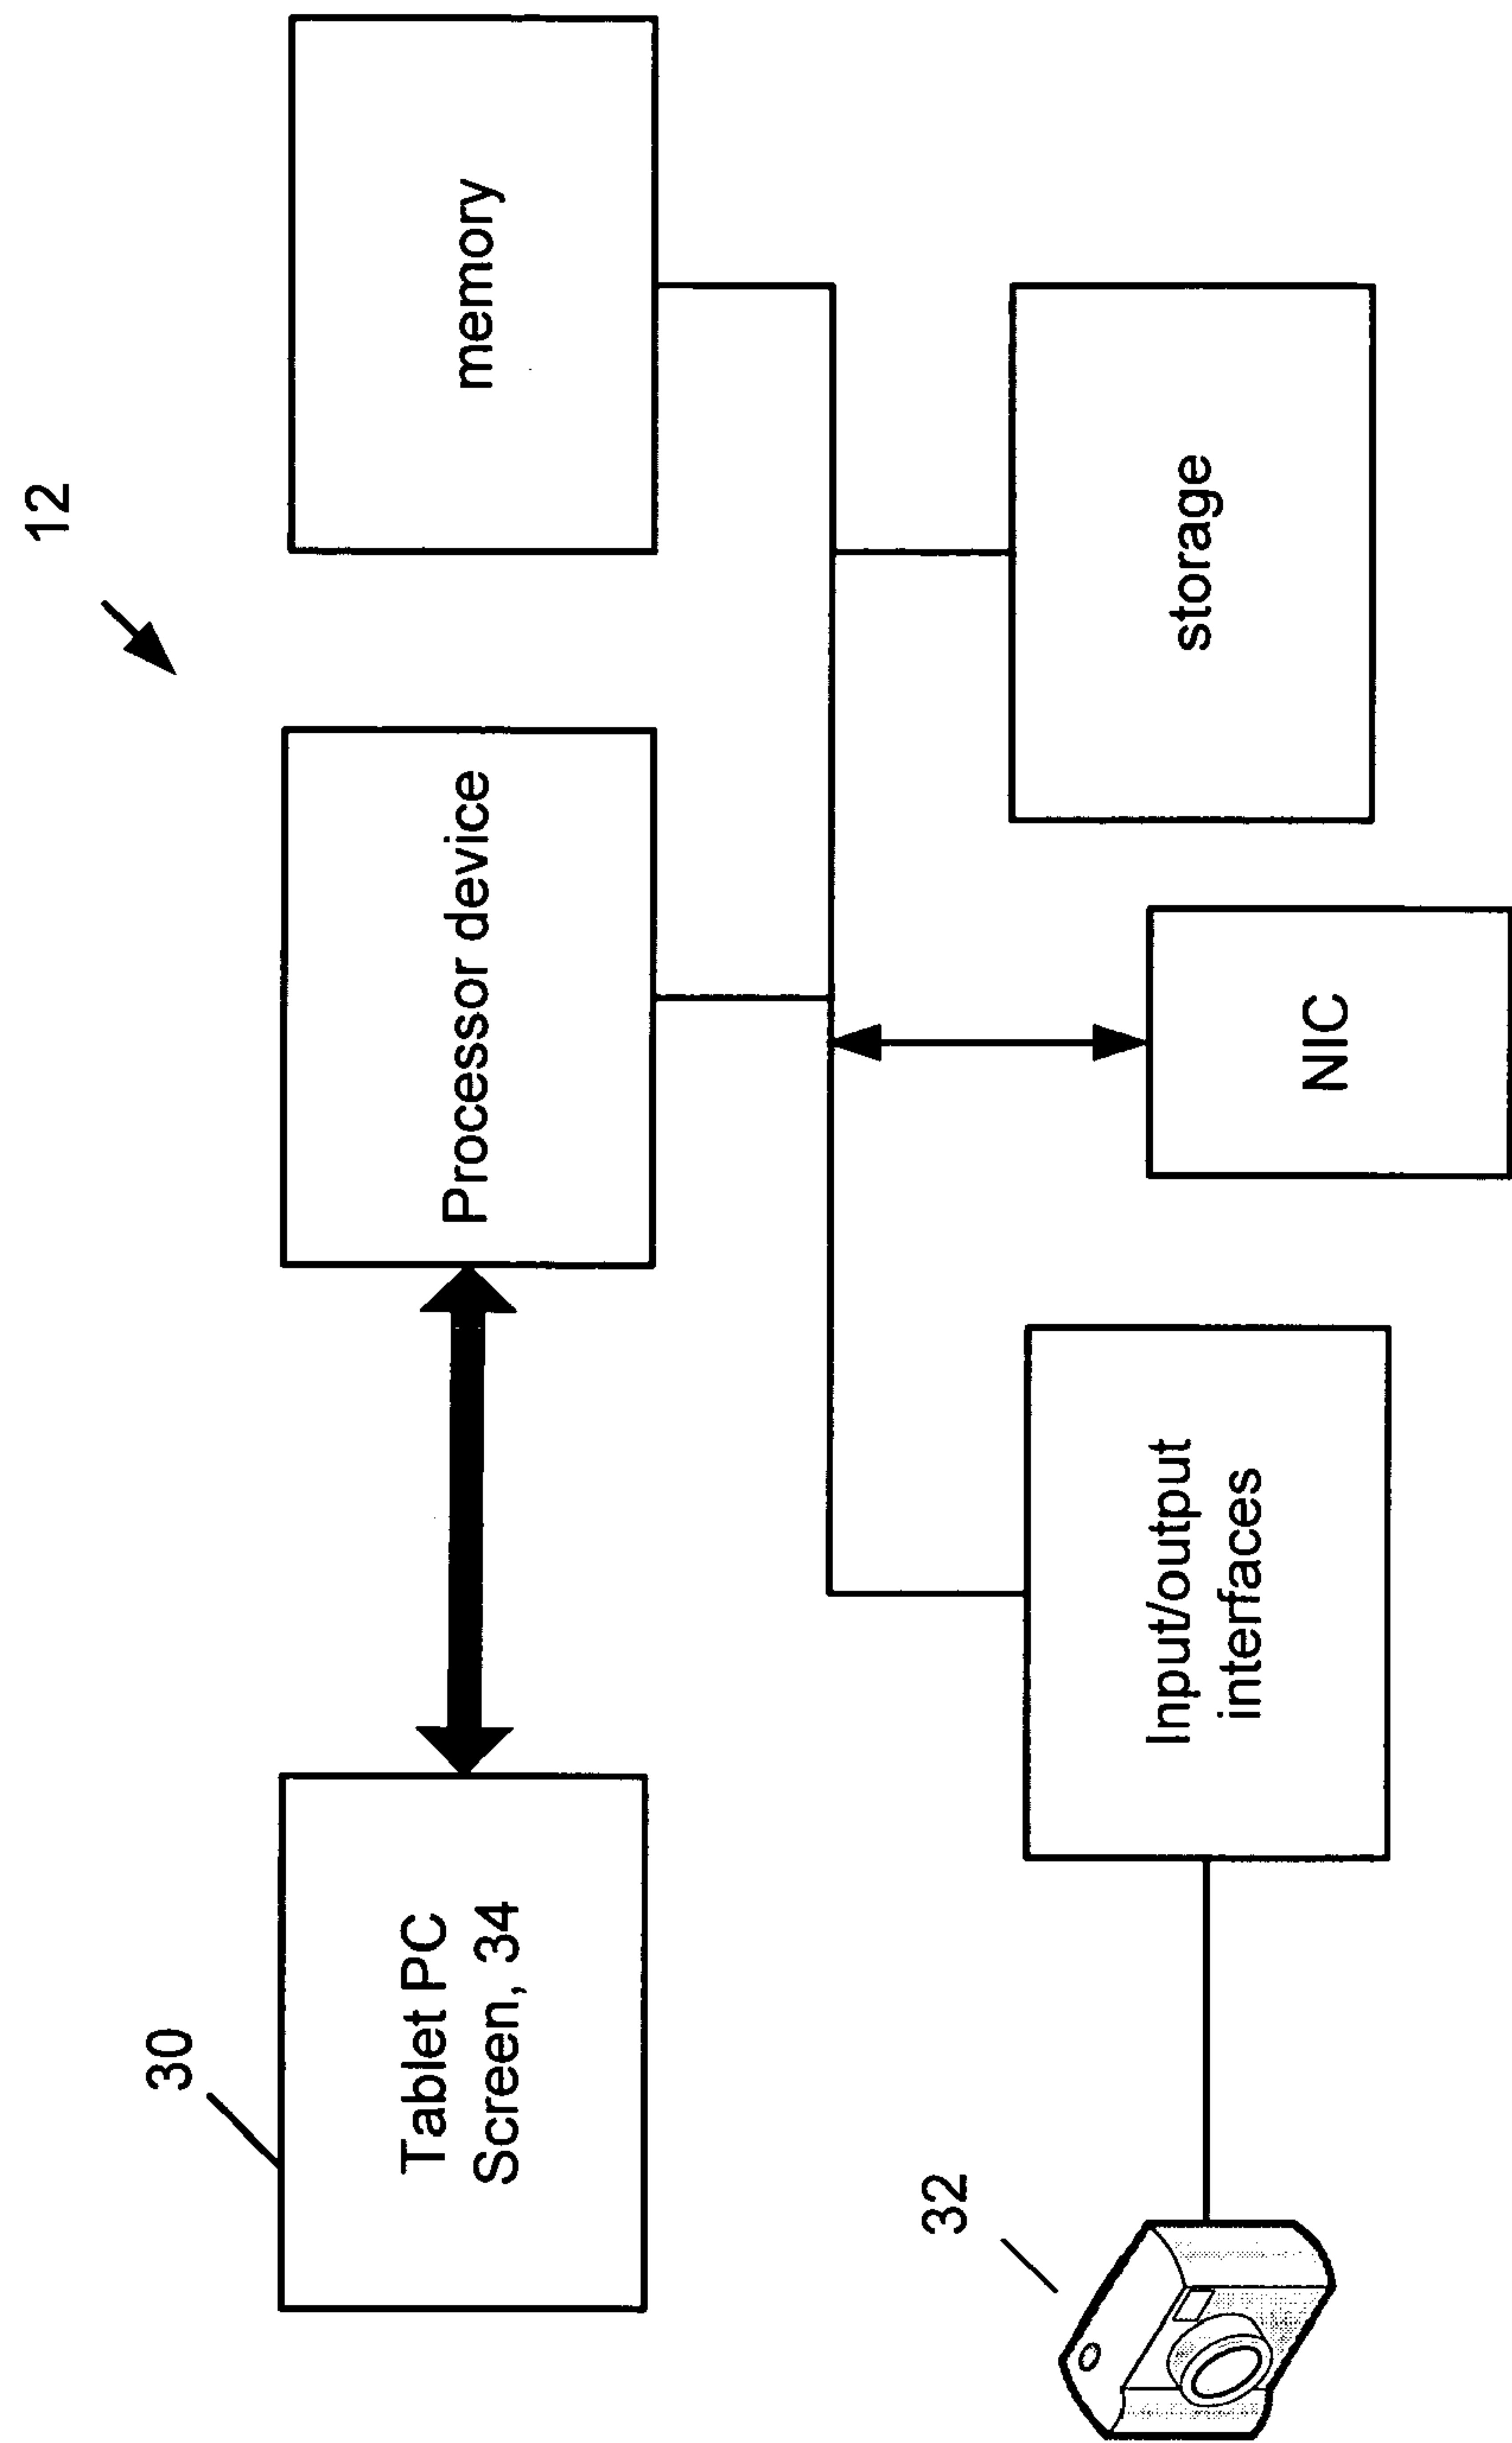 12
30
Tablet PC
Screen, 34
Processor device
memory
32
Input/output
interfaces
NIC
storage